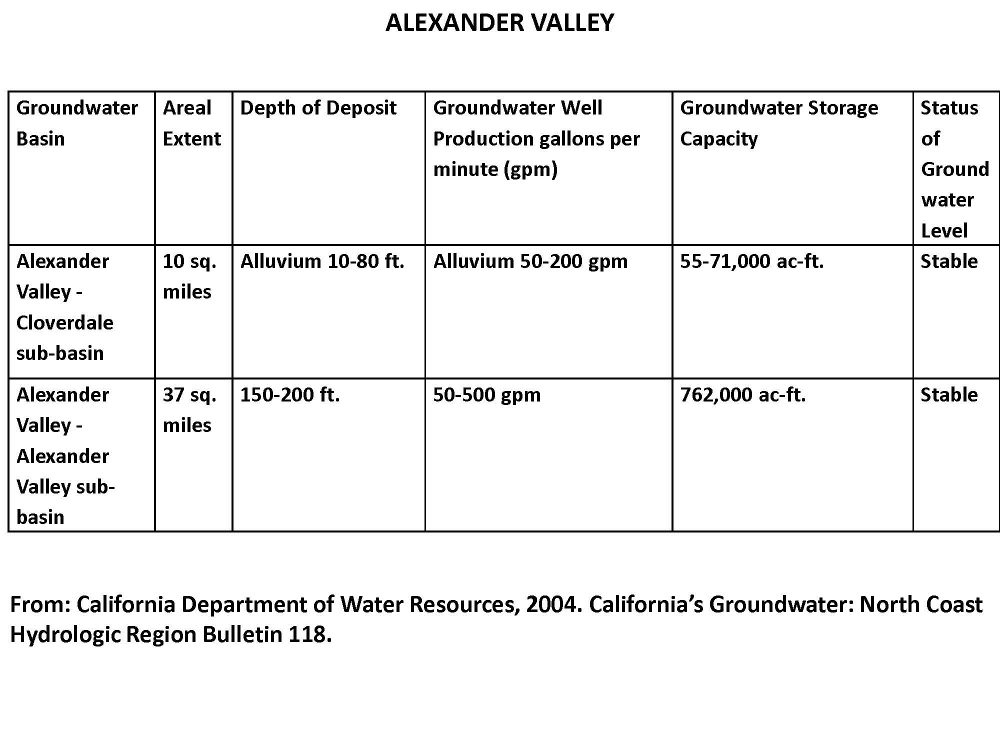 ALEXANDER VALLEY
Groundwater
Basin
Areal
Extent
Depth of Deposit
Groundwater Well
Production gallons per
minute (gpm)
Groundwater Storage
Capacity
Status
of
Ground
water
Level
Alexander
Valley -
Cloverdale
sub-basin
10 sq.
miles
Alluvium 10-80 ft.
Alluvium 50-200 gpm
55-71,000 ac-ft.
Stable
Alexander
Valley -
Alexander
Valley sub-
basin
37 sq.
miles
150-200 ft.
50-500 gpm
762,000 ac-ft.
Stable
From: California Department of Water Resources, 2004. California’s Groundwater: North Coast
Hydrologic Region Bulletin 118.